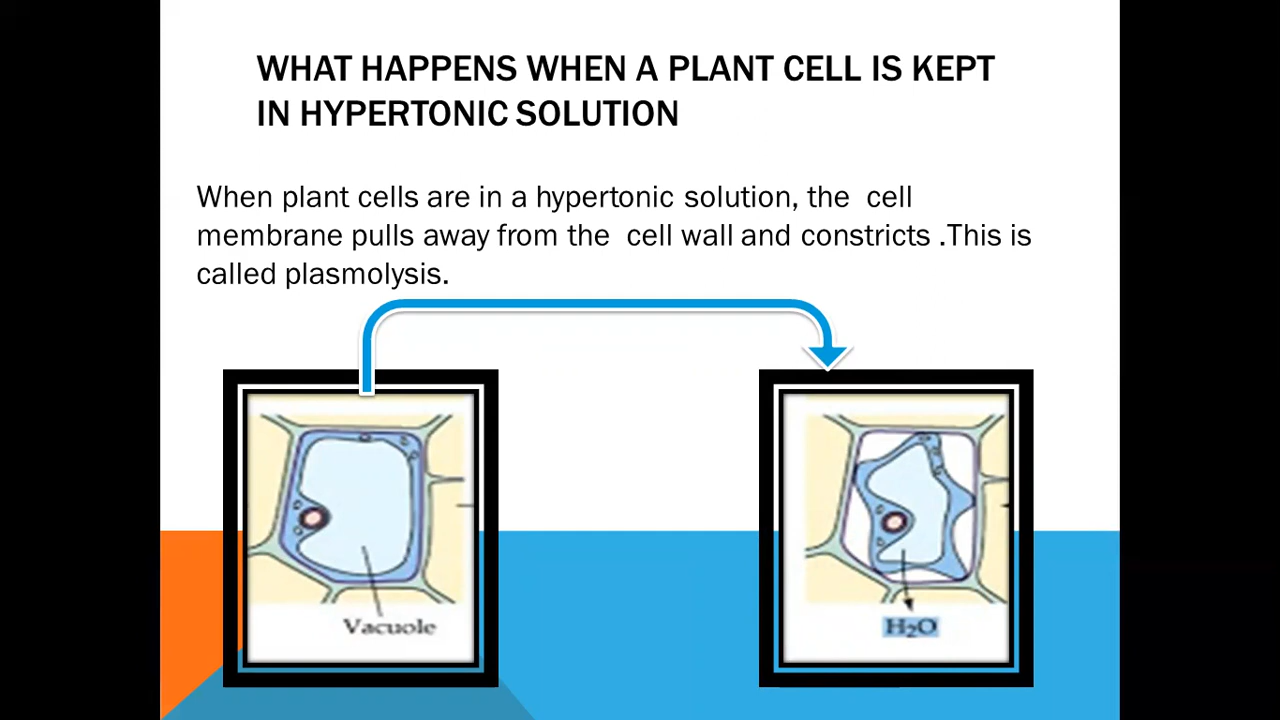 WHAT HAPPENS WHEN A PLANT CELL IS KEPT
IN HYPERTONIC SOLUTION
When plant cells are in a hypertonic solution, the  cell
membrane pulls away from the  cell wall and constricts .This is
called plasmolysis.
Vacuole
H₂O